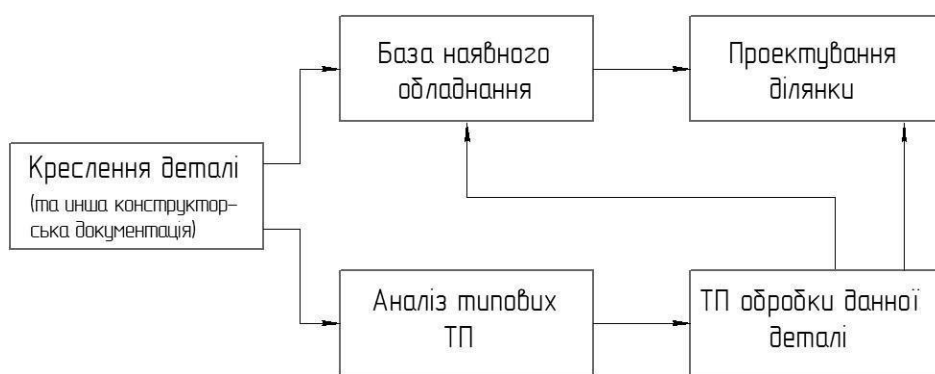 База наявного
обладнання
Проектування
ділянки
Креслення деталі
(та инша конструктор-
ська документація)
Аналіз типових
ТП
ТП обробки данної
деталі